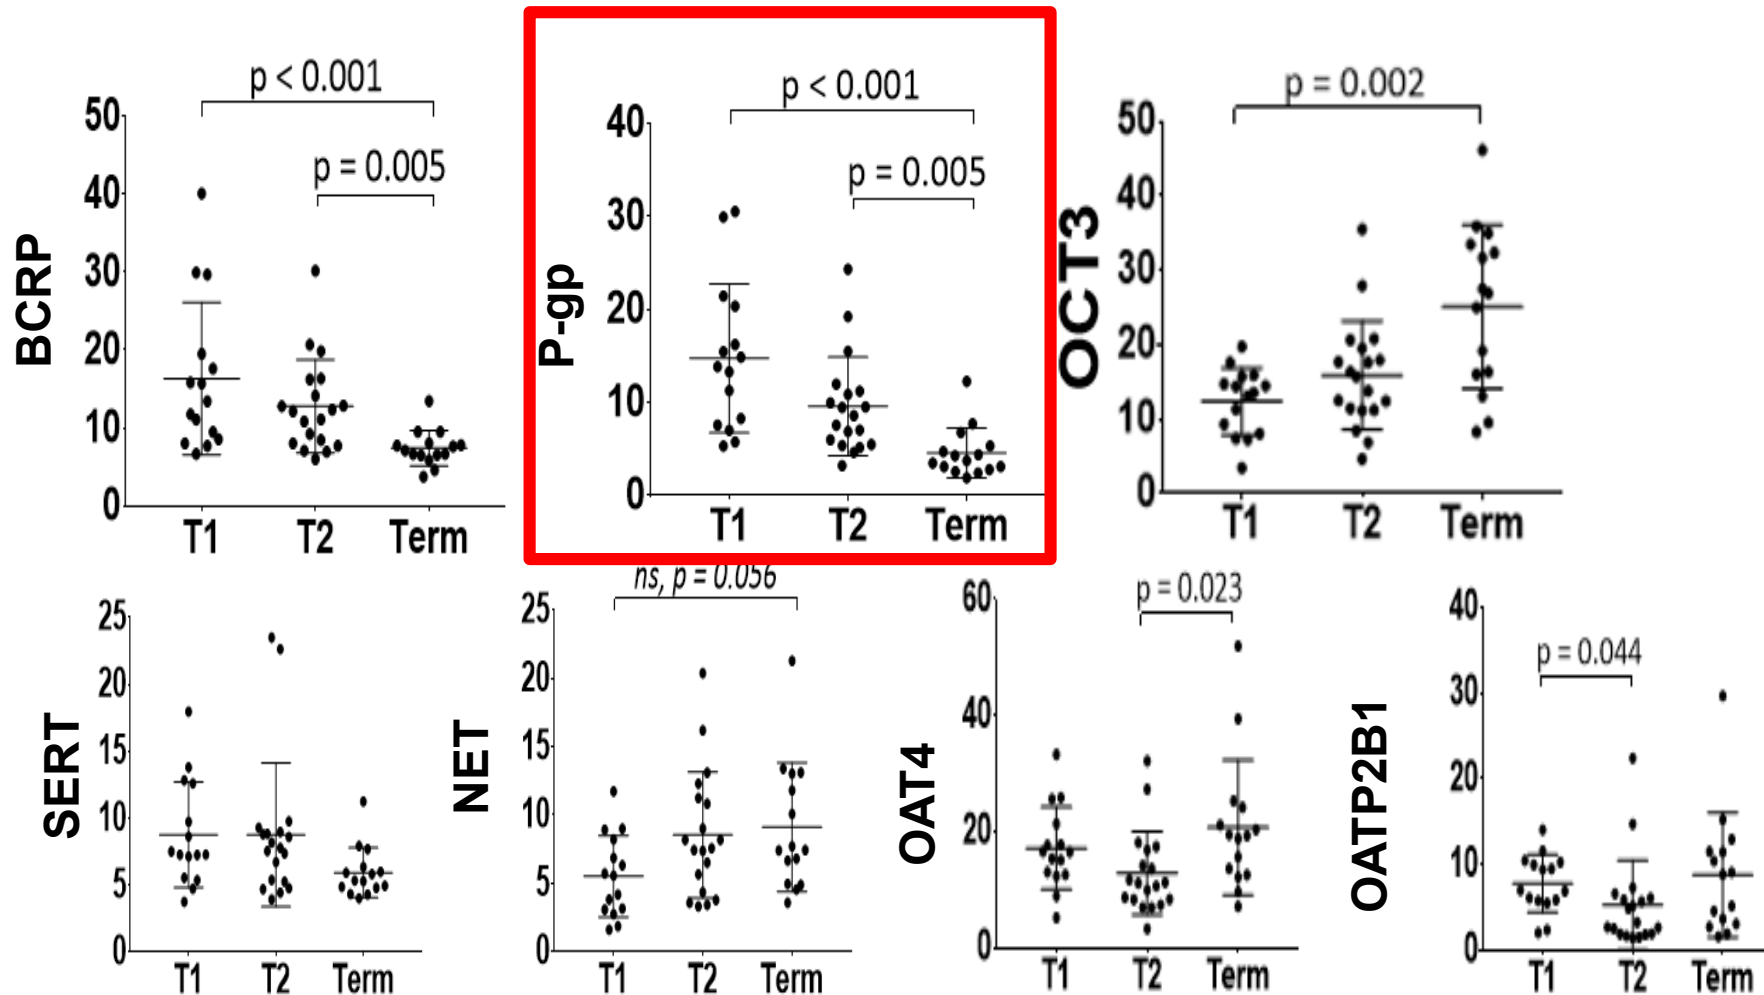 p < 0.001
p = 0.005
BCRP
50
40
30
20
10
0
T1 T2 Term
p < 0.001
p = 0.005
P-gp
40
30
20
10
0
T1 T2 Term
p = 0.002
OCT3
50
40
30
20
10
0
T1 T2 Term
SERT
25
20
15
10
5
0
T1 T2 Term
ns, p = 0.056
NET
25
20
15
10
5
0
T1 T2 Term
p = 0.023
OAT4
60
40
20
0
T1 T2 Term
p = 0.044
OATP2B1
40
30
20
10
0
T1 T2 Term